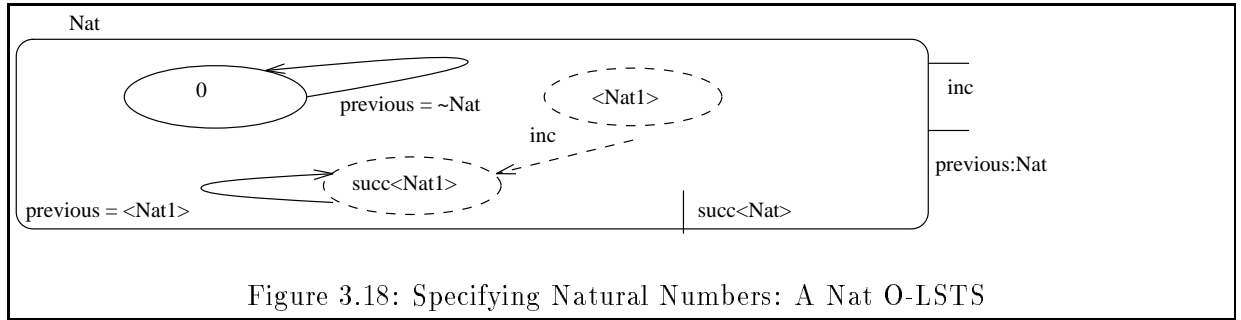 Nat
0
<Nat1>
inc
previous = ~Nat
inc
previous:Nat
succ<Nat1>
previous = <Nat1>
succ<Nat>
Figure 3.18: Specifying Natural Numbers: A Nat O-LSTS